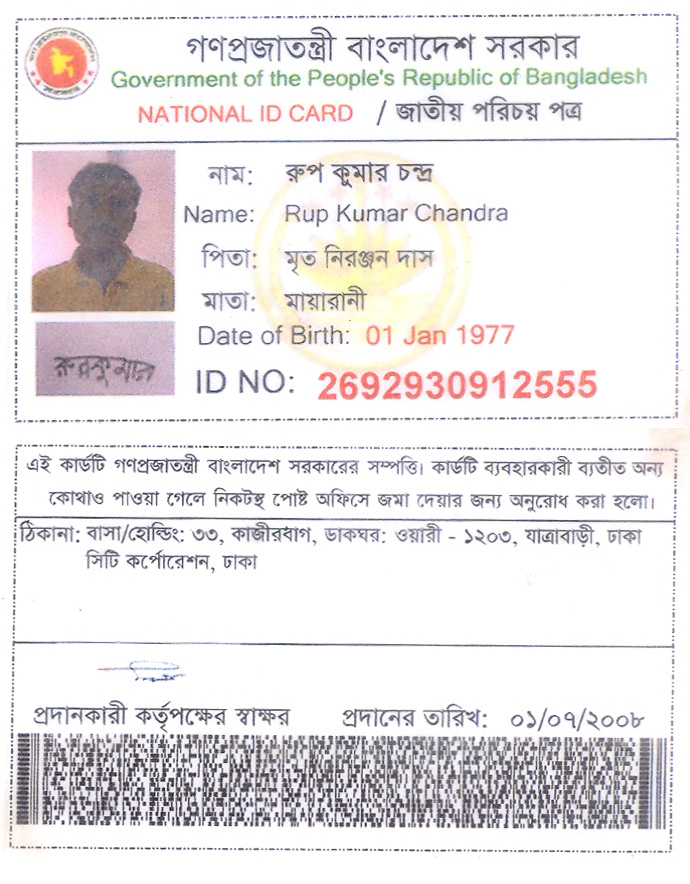 গণপ্রজাতন্ত্রী বাংলাদেশ সরকার
Government of the People's Republic of Bangladesh
NATIONAL ID CARD / জাতীয় পরিচয় পত্র
নাম: রুপ কুমার চন্দ্র
Name: Rup Kumar Chandra
পিতা: মৃত নিরঞ্জন দাস
মাতা: মায়ারানী
Date of Birth: 01 Jan 1977
রুপকুমার
ID NO: 2692930912555
এই কার্ডটি গণপ্রজাতন্ত্রী বাংলাদেশ সরকারের সম্পত্তি। কার্ডটি ব্যবহারকারী ব্যতীত অন্য
কোথাও পাওয়া গেলে নিকটস্থ পোষ্ট অফিসে জমা দেয়ার জন্য অনুরোধ করা হলো।
ঠিকানা: বাসা/হোল্ডিং: ৩৩, কাজীরবাগ, ডাকঘর: ওয়ারী - ১২০৩, যাত্রাবাড়ী, ঢাকা
সিটি কর্পোরেশন, ঢাকা
প্রদানকারী কর্তৃপক্ষের স্বাক্ষর প্রদানের তারিখ: ০১/০৭/২০০৮